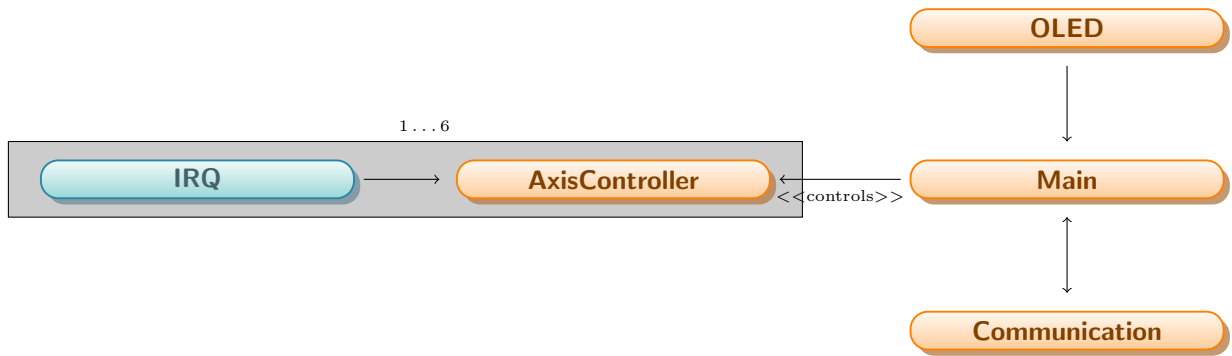 OLED
1 . . . 6
IRQ
AxisController
Main
<<controls>>
Communication